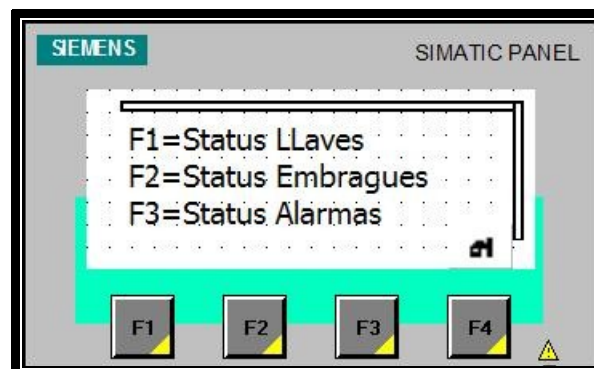 SIEMENS
SIMATIC PANEL
F1=Status LLaves
F2=Status Embragues
F3=Status Alarmas
F1
F2
F3
F4